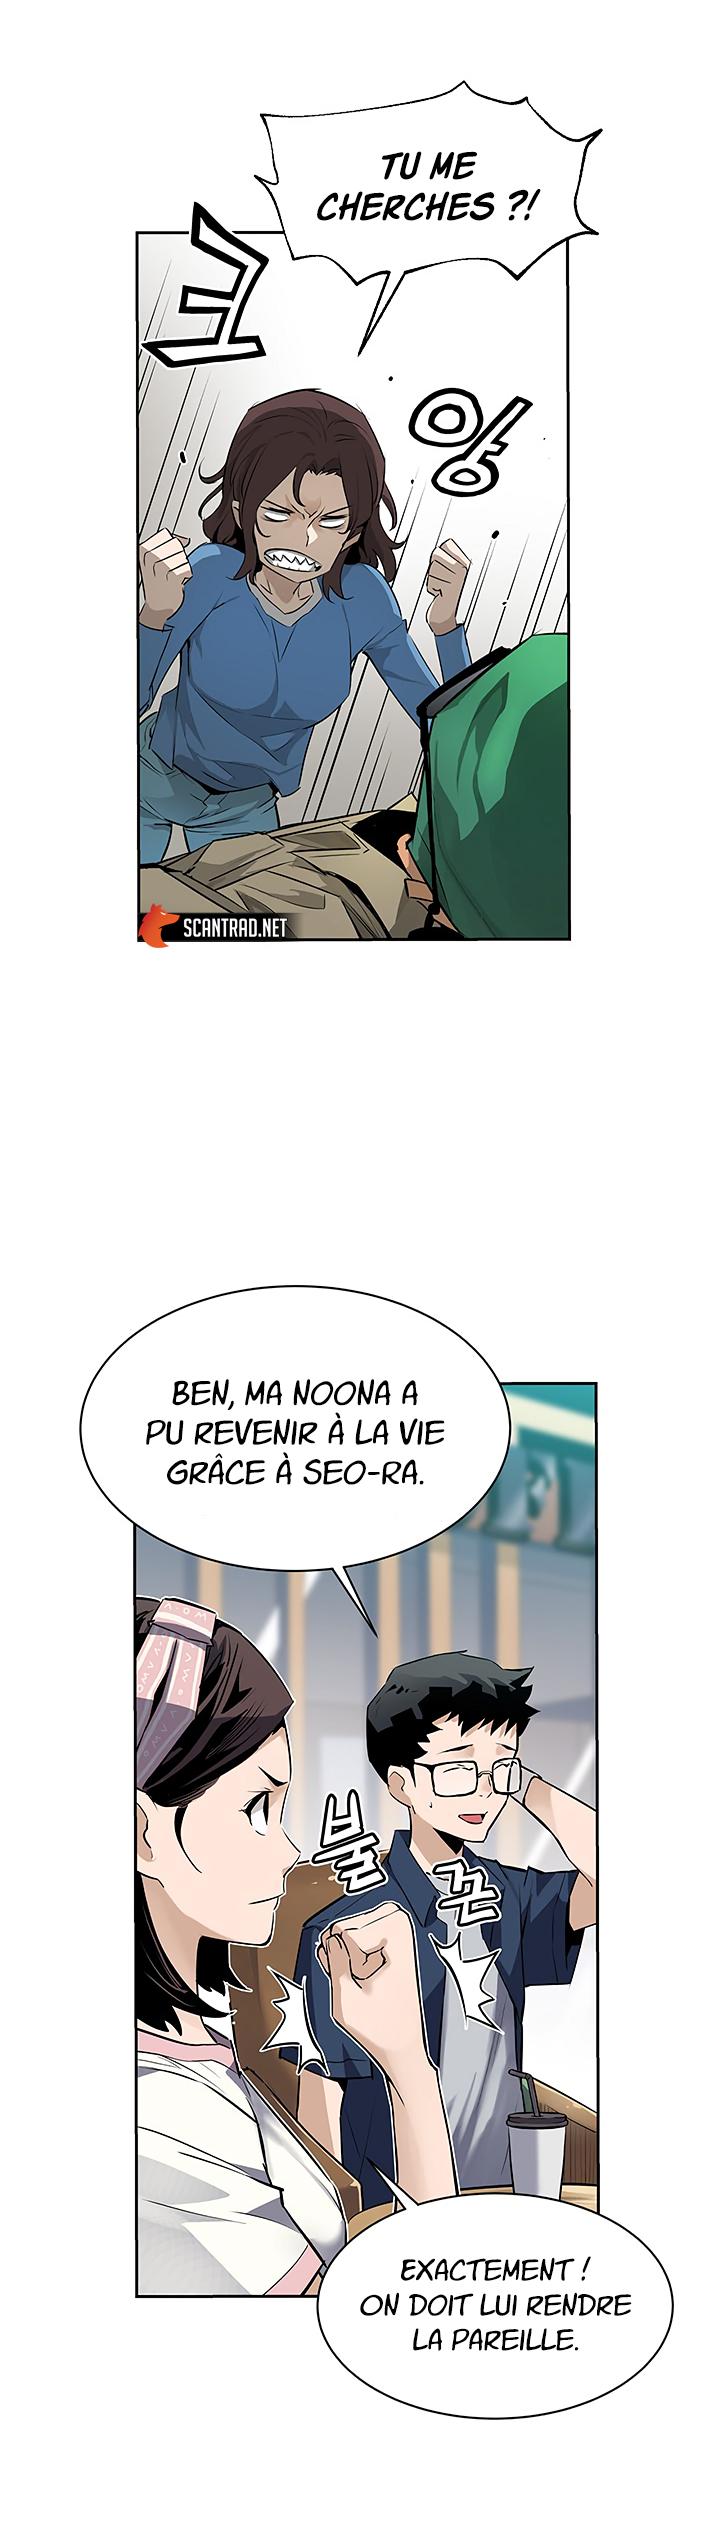 TU ME
CHERCHES ?!
크
앙
SCANTRAD.NET
BEN, MA NOONA A
PU REVENIR À LA VIE
GRÂCE À SEO-RA.
불
끈
EXACTEMENT !
ON DOIT LUI RENDRE
LA PAREILLE.